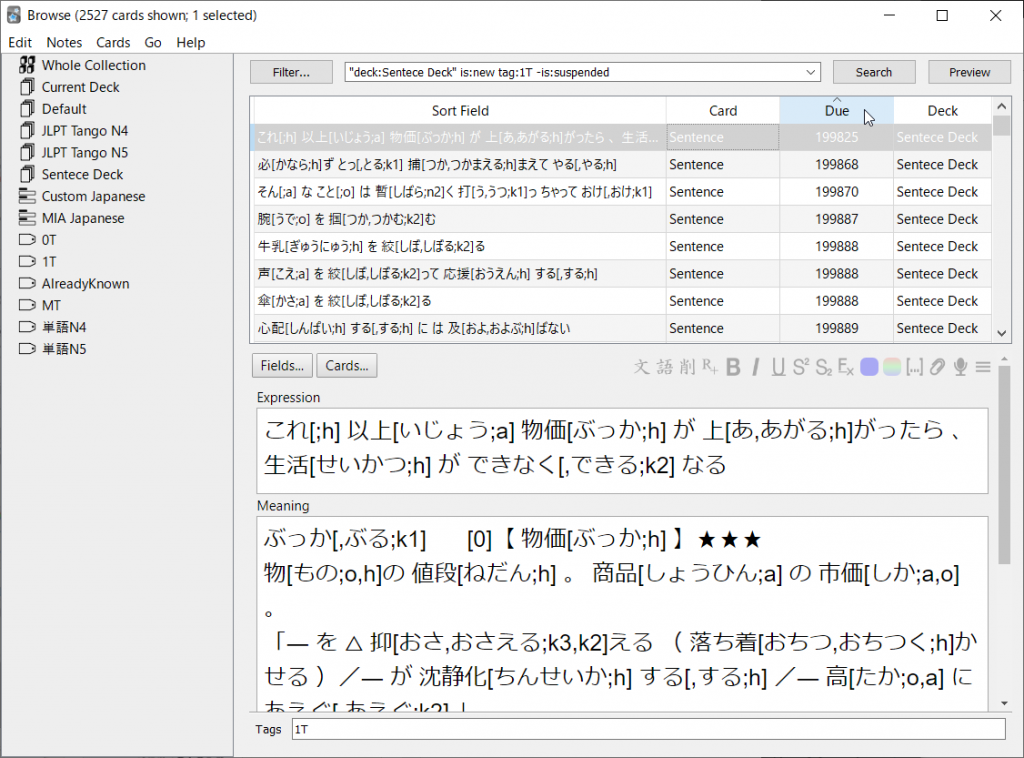 Browse (2527 cards shown; 1 selected)
Edit Notes Cards Go Help
Whole Collection
Current Deck
Default
JLPT Tango N4
JLPT Tango N5
Sentece Deck
Custom Japanese
MIA Japanese
0T
1T
AlreadyKnown
MT
単語N4
単語N5
Filter... "deck:Sentece Deck" is:new tag:1T -is:suspended Search Preview
Sort Field Card Due Deck
これ[;h] 以上[いじょう;a] 物価[ぶっか;h] が 上[あ,あがる;h]がったら 、生活... Sentence 199825 Sentece Deck
必[かなら;h]ず とっ[,とる;k1] 捕[つか,つかまえる;h]まえて やる[,やる;h] Sentence 199868 Sentece Deck
そん[;a] な こと[;o] は 暫[しばら;n2]く 打[う,うつ;k1]っ ちゃって おけ[,おけ;k1] Sentence 199870 Sentece Deck
腕[うで;o] を 掴[つか,つかむ;k2]む Sentence 199887 Sentece Deck
牛乳[ぎゅうにゅう;h] を 絞[しぼ,しぼる;k2]る Sentence 199888 Sentece Deck
声[こえ;a] を 絞[しぼ,しぼる;k2]って 応援[おうえん;h] する[,する;h] Sentence 199888 Sentece Deck
傘[かさ;a] を 絞[しぼ,しぼる;k2]る Sentence 199888 Sentece Deck
心配[しんぱい;h] する[,する;h] に は 及[およ,およぶ;h]ばない Sentence 199889 Sentece Deck
Fields... Cards... 文 語 削 R+ B I U S² S₂ Ex [...]
Expression
これ[;h] 以上[いじょう;a] 物価[ぶっか;h] が 上[あ,あがる;h]がったら 、
生活[せいかつ;h] が できなく[,できる;k2] なる
Meaning
ぶっか[,ぶる;k1] [0]【 物価[ぶっか;h] 】 ★★★
物[もの;o,h]の 値段[ねだん;h] 。 商品[しょうひん;a] の 市価[しか;a,o]
。
「― を △ 抑[おさ,おさえる;k3,k2]える （ 落ち着[おちつ,おちつく;h]か
せる ）／― が 沈静化[ちんせいか;h] する[,する;h] ／― 高[たか;o,a] に
あえぐ[,あえぐ;k2] 」
Tags 1T